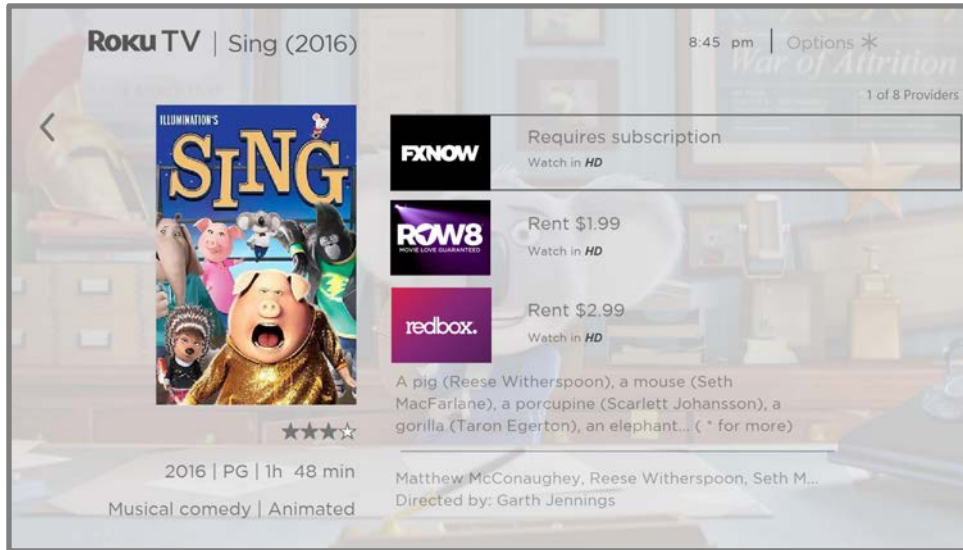 Roku TV | Sing (2016)
8:45 pm | Options *
War of Attrition
1 of 8 Providers
ILLUMINATION'S
SING
FXNOW
Requires subscription
Watch in HD
ROW8
MOVIE LOVE GUARANTEED
Rent $1.99
Watch in HD
redbox.
Rent $2.99
Watch in HD
A pig (Reese Witherspoon), a mouse (Seth
MacFarlane), a porcupine (Scarlett Johansson), a
gorilla (Taron Egerton), an elephant... ( * for more)
2016 | PG | 1h 48 min
Musical comedy | Animated
Matthew McConaughey, Reese Witherspoon, Seth M...
Directed by: Garth Jennings